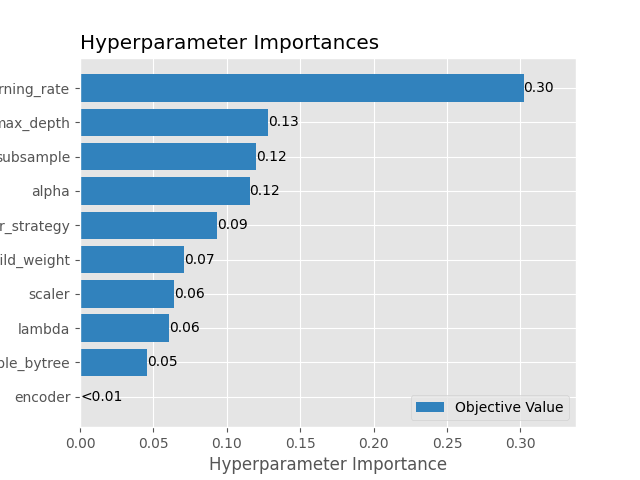 Hyperparameter Importances
rning_rate
0.30
max_depth
0.13
subsample
0.12
alpha
0.12
r_strategy
0.09
ild_weight
0.07
scaler
0.06
lambda
0.06
ple_bytree
0.05
encoder
<0.01
Objective Value
0.00 0.05 0.10 0.15 0.20 0.25 0.30
Hyperparameter Importance